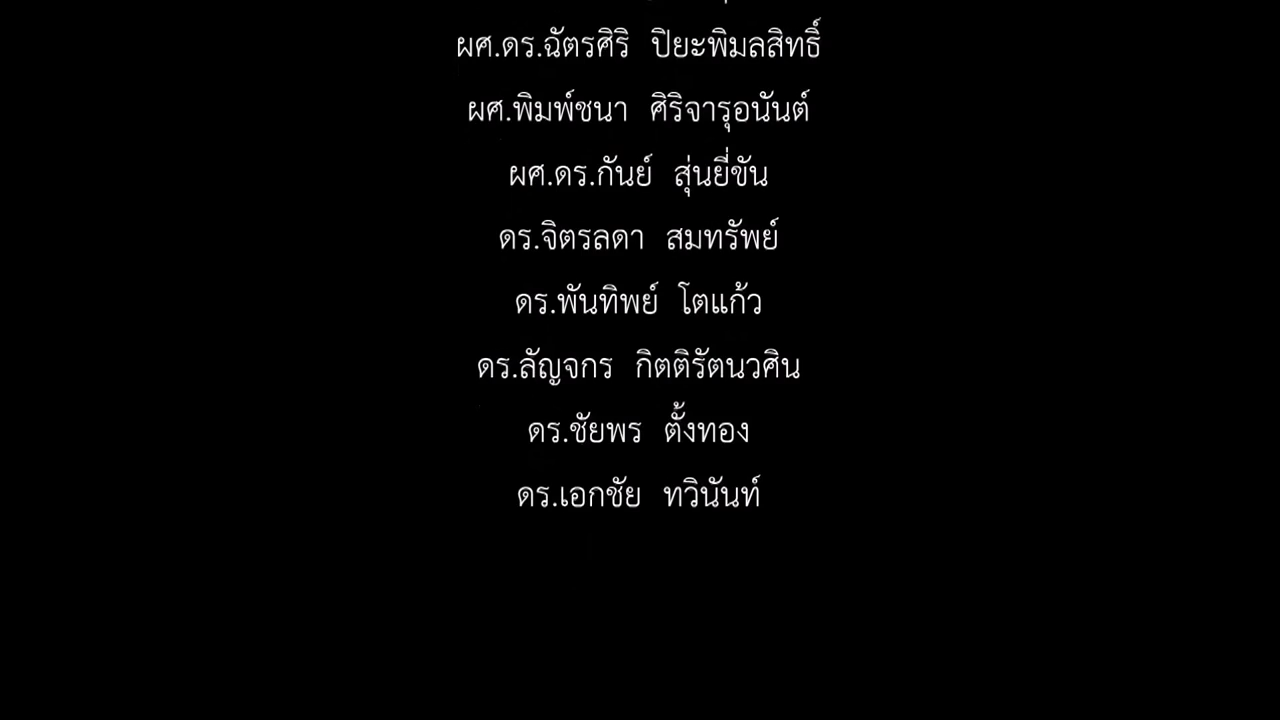 ผศ.ดร.ฉัตรศิริ ปิยะพิมลสิทธิ์
ผศ.พิมพ์ชนา ศิริจารุอนันต์
ผศ.ดร.กันย์ สุ่นยี่ขัน
ดร.จิตรลดา สมทรัพย์
ดร.พันทิพย์ โตแก้ว
ดร.ลัญจกร กิตติรัตนวศิน
ดร.ชัยพร ตั้งทอง
ดร.เอกชัย ทวินันท์